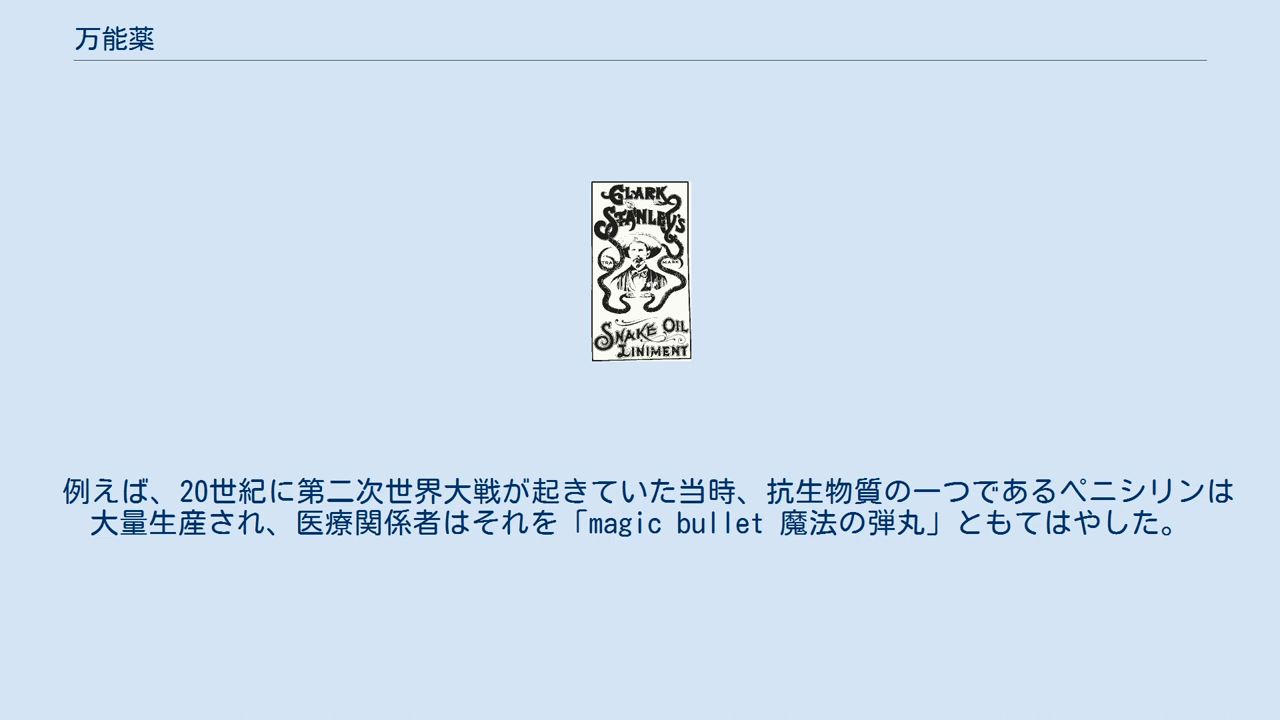 万能薬
CLARK
STANLEY'S
TRADE MARK
SNAKE OIL
LINIMENT
例えば、20世紀に第二次世界大戦が起きていた当時、抗生物質の一つであるペニシリンは
大量生産され、医療関係者はそれを「magic bullet 魔法の弾丸」ともてはやした。